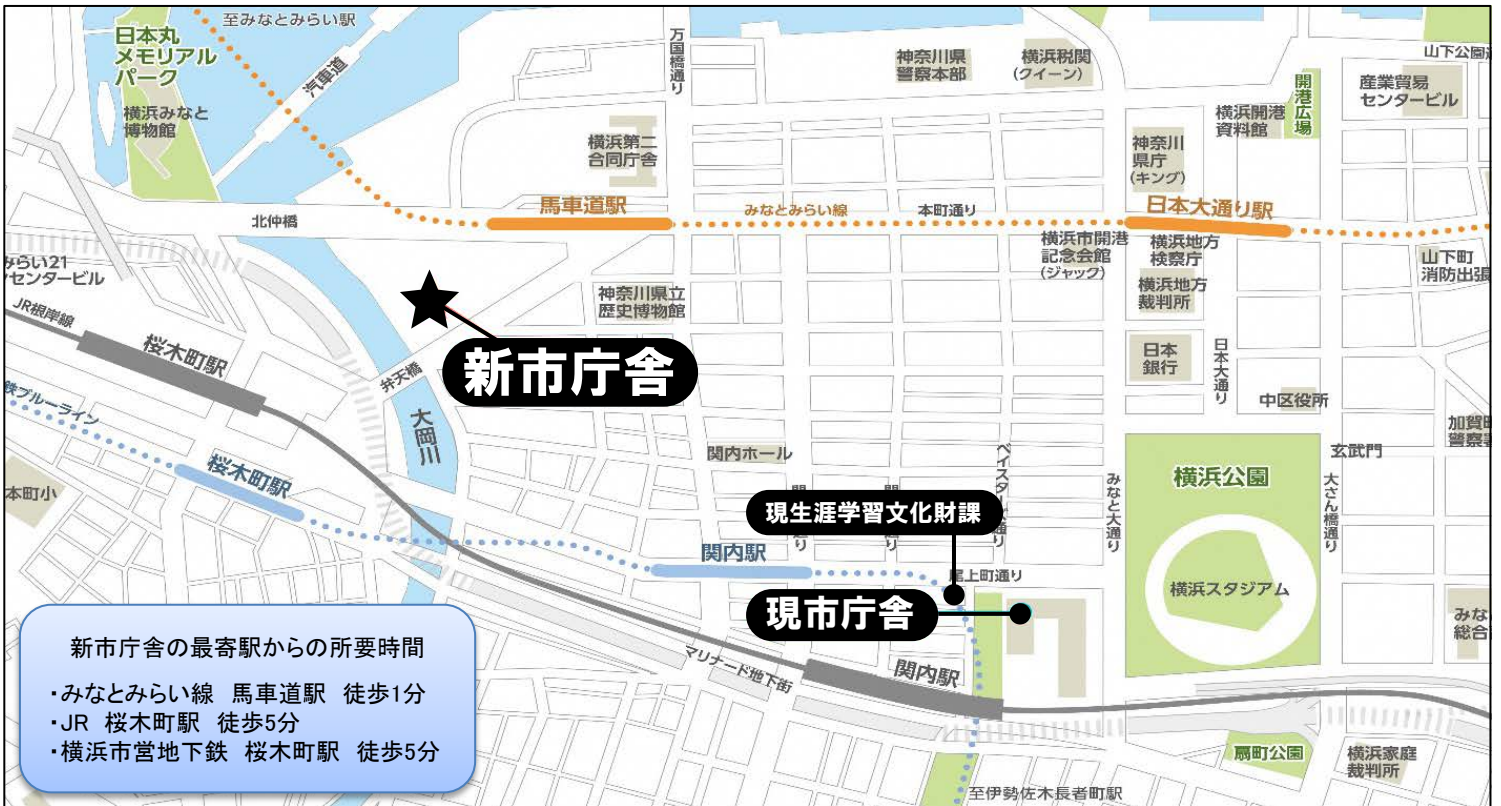 至みなとみらい駅
日本丸
メモリアル
パーク
汽車道
横浜みなと
博物館
万国橋通り
神奈川県
警察本部
横浜税関
(クイーン)
山下公園通
産業貿易
センタービル
開港広場
横浜開港
資料館
横浜第二
合同庁舎
神奈川
県庁
(キング)
北仲橋
馬車道駅
みなとみらい線
本町通り
日本大通り駅
横浜市開港
記念会館
(ジャック)
横浜地方
検察庁
横浜地方
裁判所
山下町
消防出張
みらい21
センタービル
JR根岸線
桜木町駅
神奈川県立
歴史博物館
新市庁舎
弁天橋
大岡川
日本
銀行
日本大通り
中区役所
鉄ブルーライン
桜木町駅
本町小
関内ホール
ベイスター
通り
みなと大通り
横浜公園
玄武門
大さん橋通り
加賀町
警察署
現生涯学習文化財課
関内駅
尾上町通り
現市庁舎
横浜スタジアム
みな
総合
マリナード地下街
関内駅
扇町公園
横浜家庭
裁判所
至伊勢佐木長者町駅
新市庁舎の最寄駅からの所要時間
・みなとみらい線 馬車道駅 徒歩1分
・JR 桜木町駅 徒歩5分
・横浜市営地下鉄 桜木町駅 徒歩5分